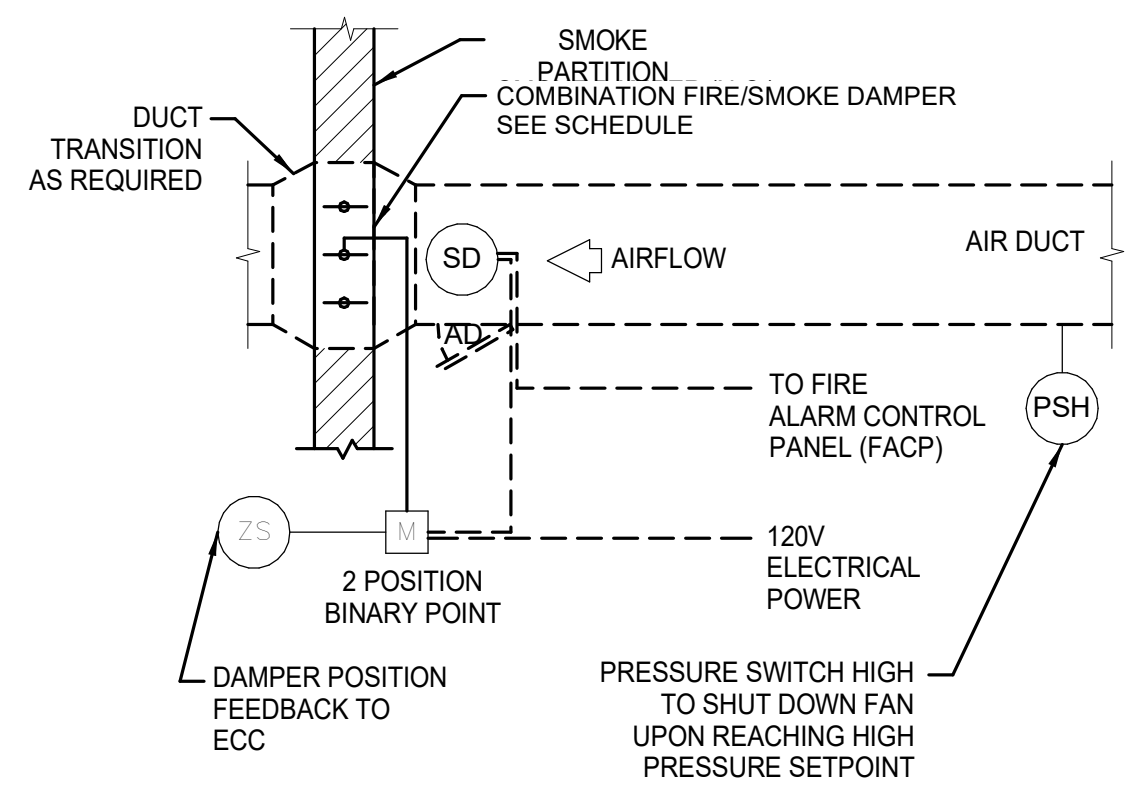 SMOKE
PARTITION
COMBINATION FIRE/SMOKE DAMPER
SEE SCHEDULE
DUCT
TRANSITION
AS REQUIRED
SD
AIRFLOW
AIR DUCT
AD
TO FIRE
ALARM CONTROL
PANEL (FACP)
PSH
ZS
M
120V
ELECTRICAL
POWER
2 POSITION
BINARY POINT
DAMPER POSITION
FEEDBACK TO
ECC
PRESSURE SWITCH HIGH
TO SHUT DOWN FAN
UPON REACHING HIGH
PRESSURE SETPOINT